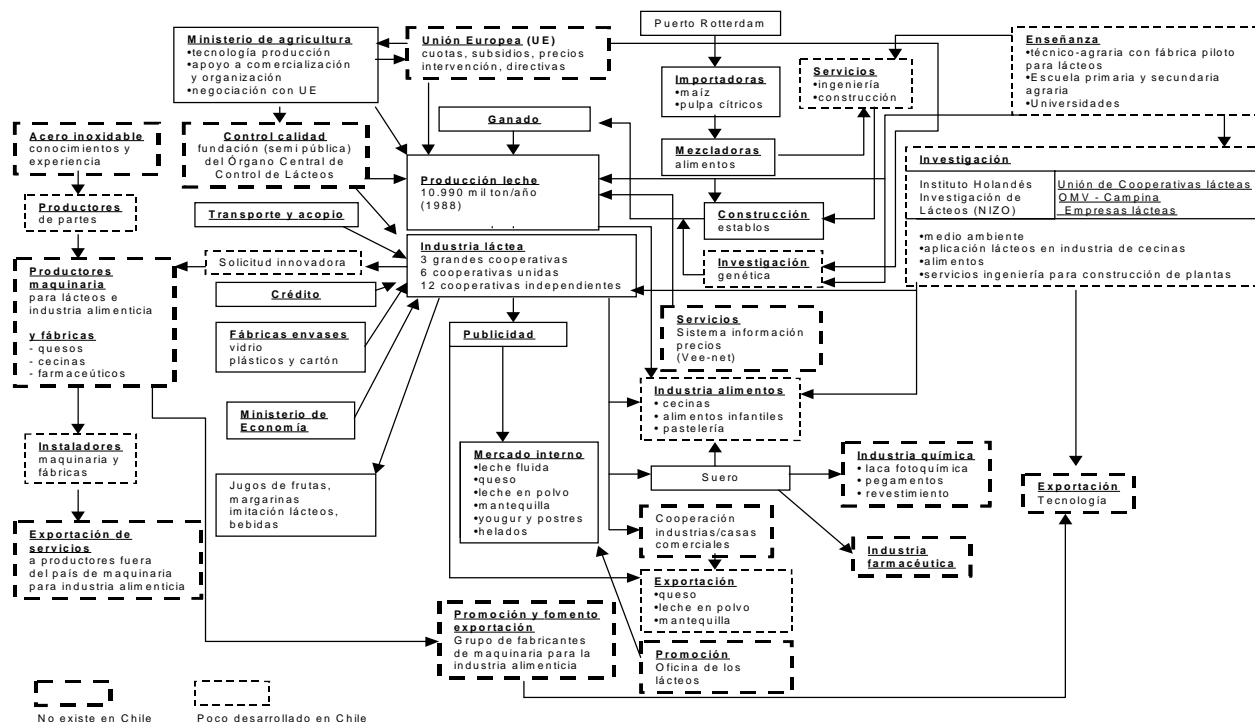 Puerto Rotterdam
Ministerio de agricultura
•tecnología producción
•apoyo a comercialización
y organización
•negociación con UE
Unión Europea (UE)
cuotas, subsidios, precios
intervención, directivas
Importadoras
•maíz
•pulpa cítricos
Servicios
•ingeniería
•construcción
Enseñanza
•técnico-agraria con fábrica piloto
para lácteos
•Escuela primaria y secundaria
agraria
•Universidades
Acero inoxidable
conocimientos y
experiencia
Control calidad
fundación (semi pública)
del Órgano Central de
Control de Lácteos
Ganado
Mezcladoras
alimentos
Producción leche
10.990 mil ton/año
(1988)
Investigación
Instituto Holandés
Investigación de
Lácteos (NIZO)
Unión de Cooperativas lácteas
OMV - Campina
Empresas lácteas
•medio ambiente
•aplicación lácteos en industria de cecinas
•alimentos
•servicios ingeniería para construcción de plantas
Productores
de partes
Transporte y acopio
Construcción
establos
Industria láctea
3 grandes cooperativas
6 cooperativas unidas
12 cooperativas independientes
Solicitud innovadora
Investigación
genética
Productores
maquinaria
para lácteos e
industria alimenticia
y fábricas
- quesos
- cecinas
- farmaceúticos
Crédito
Fábricas envases
vidrio
plásticos y cartón
Publicidad
Servicios
Sistema información
precios
(Vee-net)
Ministerio de
Economía
Industria alimentos
• cecinas
• alimentos infantiles
• pastelería
Instaladores
maquinaria y
fábricas
Mercado interno
•leche fluida
•queso
•leche en polvo
•mantequilla
•yougur y postres
•helados
Suero
Industria química
• laca fotoquímica
• pegamentos
• revestimiento
Exportación
Tecnología
Jugos de frutas,
margarinas
imitación lácteos,
bebidas
Cooperación
industrias/casas
comerciales
Industria
farmacéutica
Exportación de
servicios
a productores fuera
del país de maquinaria
para industria alimenticia
Exportación
•queso
•leche en polvo
•mantequilla
Promoción y fomento
exportación
Grupo de fabricantes
de maquinaria para la
industria alimenticia
Promoción
Oficina de los
lácteos
No existe en Chile
Poco desarrollado en Chile